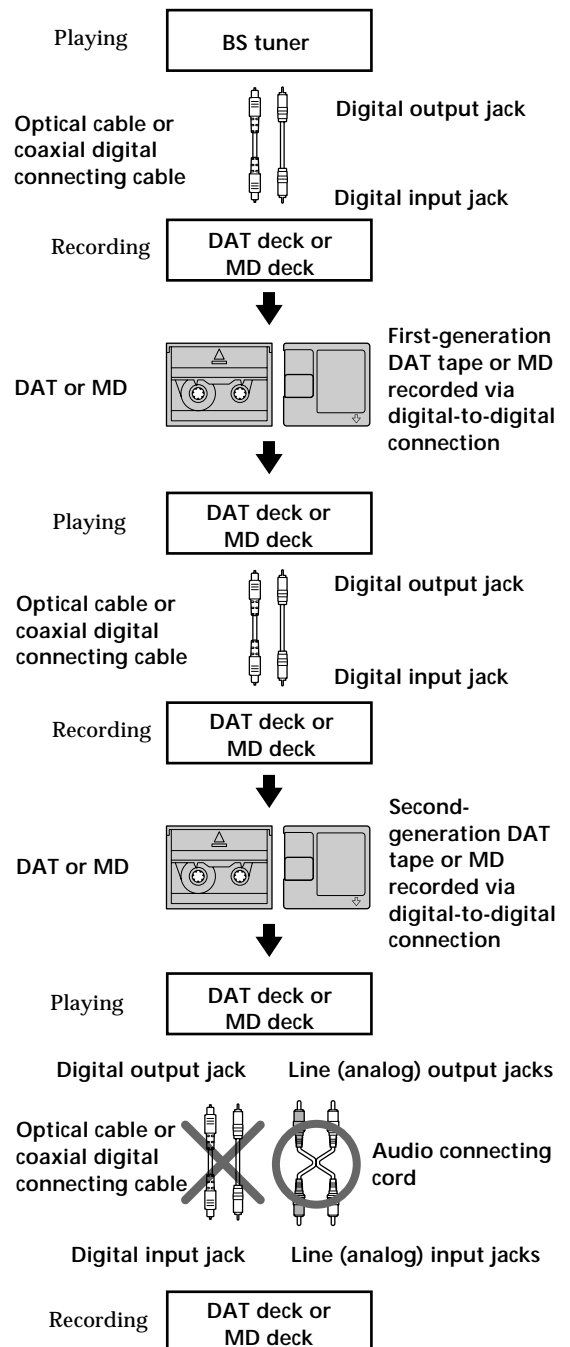 Playing
BS tuner
Optical cable or
coaxial digital
connecting cable
Digital output jack
Digital input jack
Recording
DAT deck or
MD deck
DAT or MD
First-generation
DAT tape or MD
recorded via
digital-to-digital
connection
Playing
DAT deck or
MD deck
Optical cable or
coaxial digital
connecting cable
Digital output jack
Digital input jack
Recording
DAT deck or
MD deck
DAT or MD
Second-
generation DAT
tape or MD
recorded via
digital-to-digital
connection
Playing
DAT deck or
MD deck
Digital output jack
Line (analog) output jacks
Optical cable or
coaxial digital
connecting cable
Audio connecting
cord
Digital input jack
Line (analog) input jacks
Recording
DAT deck or
MD deck